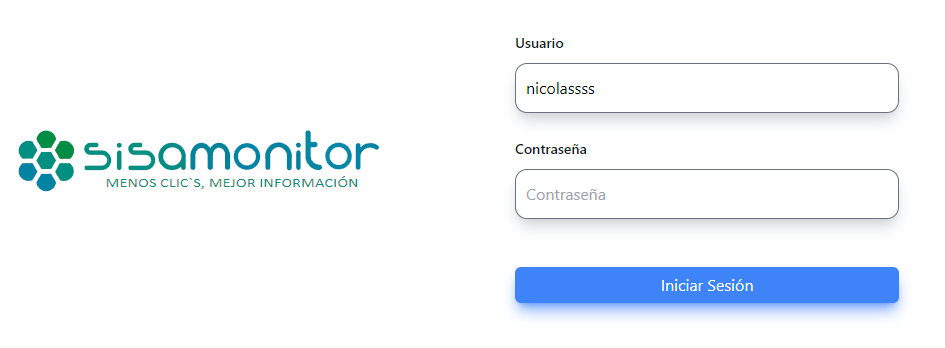 sisamonitor
MENOS CLIC`S, MEJOR INFORMACIÓN
Usuario
nicolassss
Contraseña
Contraseña
Iniciar Sesión